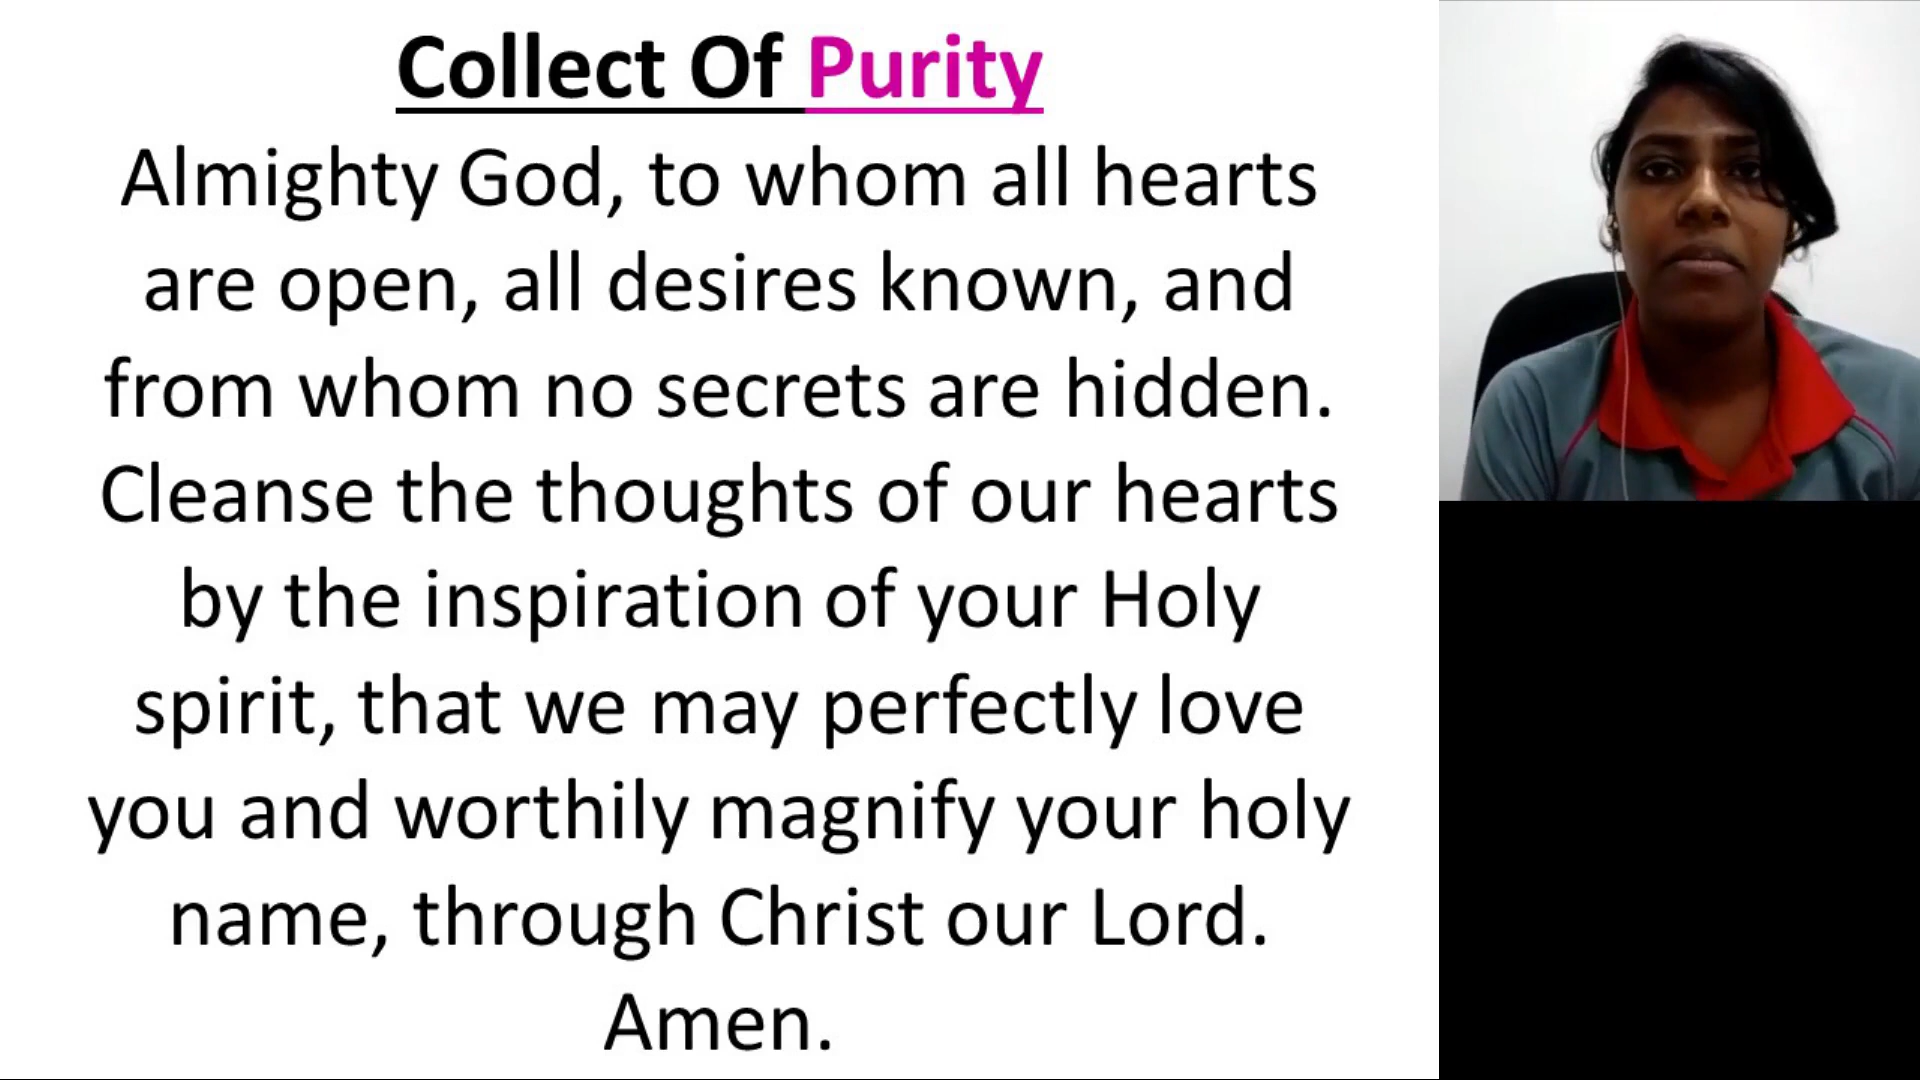 Collect Of Purity
Almighty God, to whom all hearts
are open, all desires known, and
from whom no secrets are hidden.
Cleanse the thoughts of our hearts
by the inspiration of your Holy
spirit, that we may perfectly love
you and worthily magnify your holy
name, through Christ our Lord.
Amen.